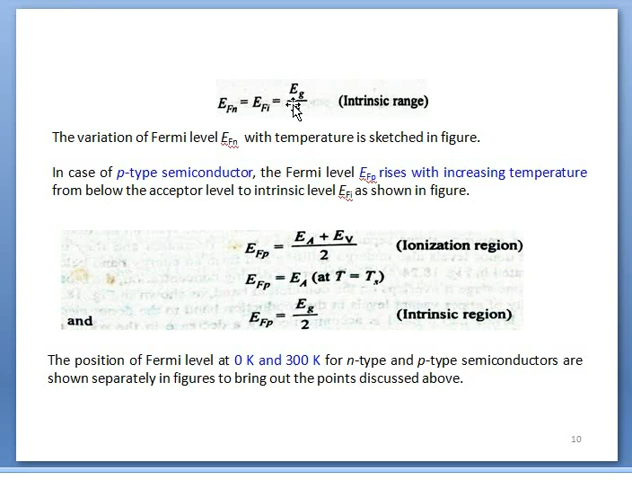 E_Fn = E_Fi = E_g (Intrinsic range)
The variation of Fermi level E_Fn with temperature is sketched in figure.
In case of p-type semiconductor, the Fermi level E_Fp rises with increasing temperature
from below the acceptor level to intrinsic level E_Fi as shown in figure.
E_Fp = E_A + E_V / 2 (Ionization region)
E_Fp = E_A (at T = T_s)
and E_Fp = E_g / 2 (Intrinsic region)
The position of Fermi level at 0 K and 300 K for n-type and p-type semiconductors are
shown separately in figures to bring out the points discussed above.
10